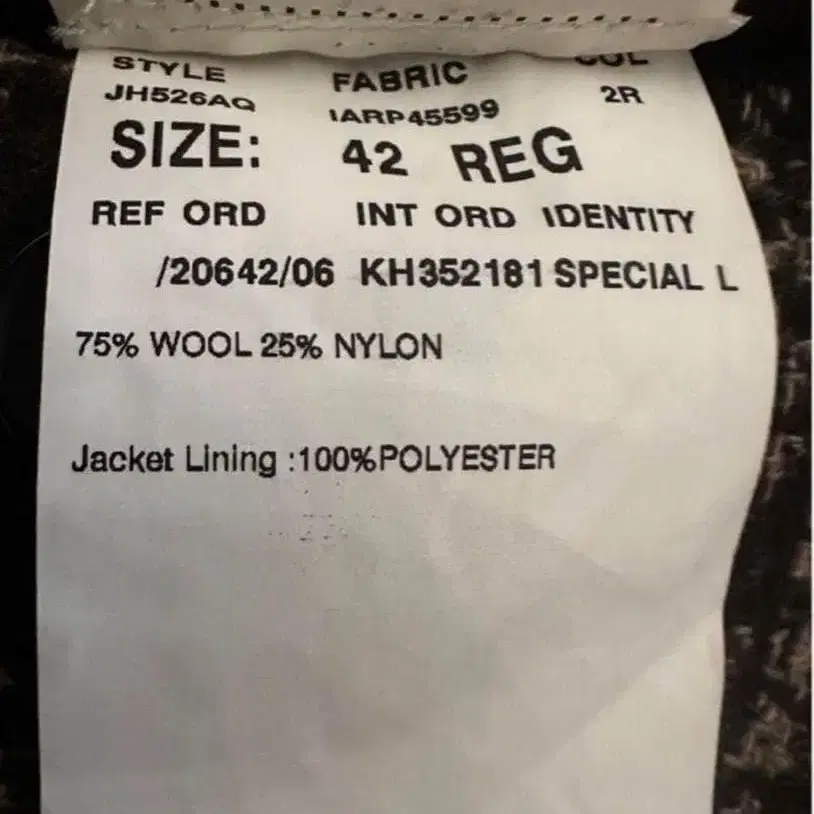 STYLE FABRIC COL
JH526AQ IARP45599 2R
SIZE: 42 REG
REF ORD INT ORD IDENTITY
/20642/06 KH352181 SPECIAL L
75% WOOL 25% NYLON
Jacket Lining :100%POLYESTER